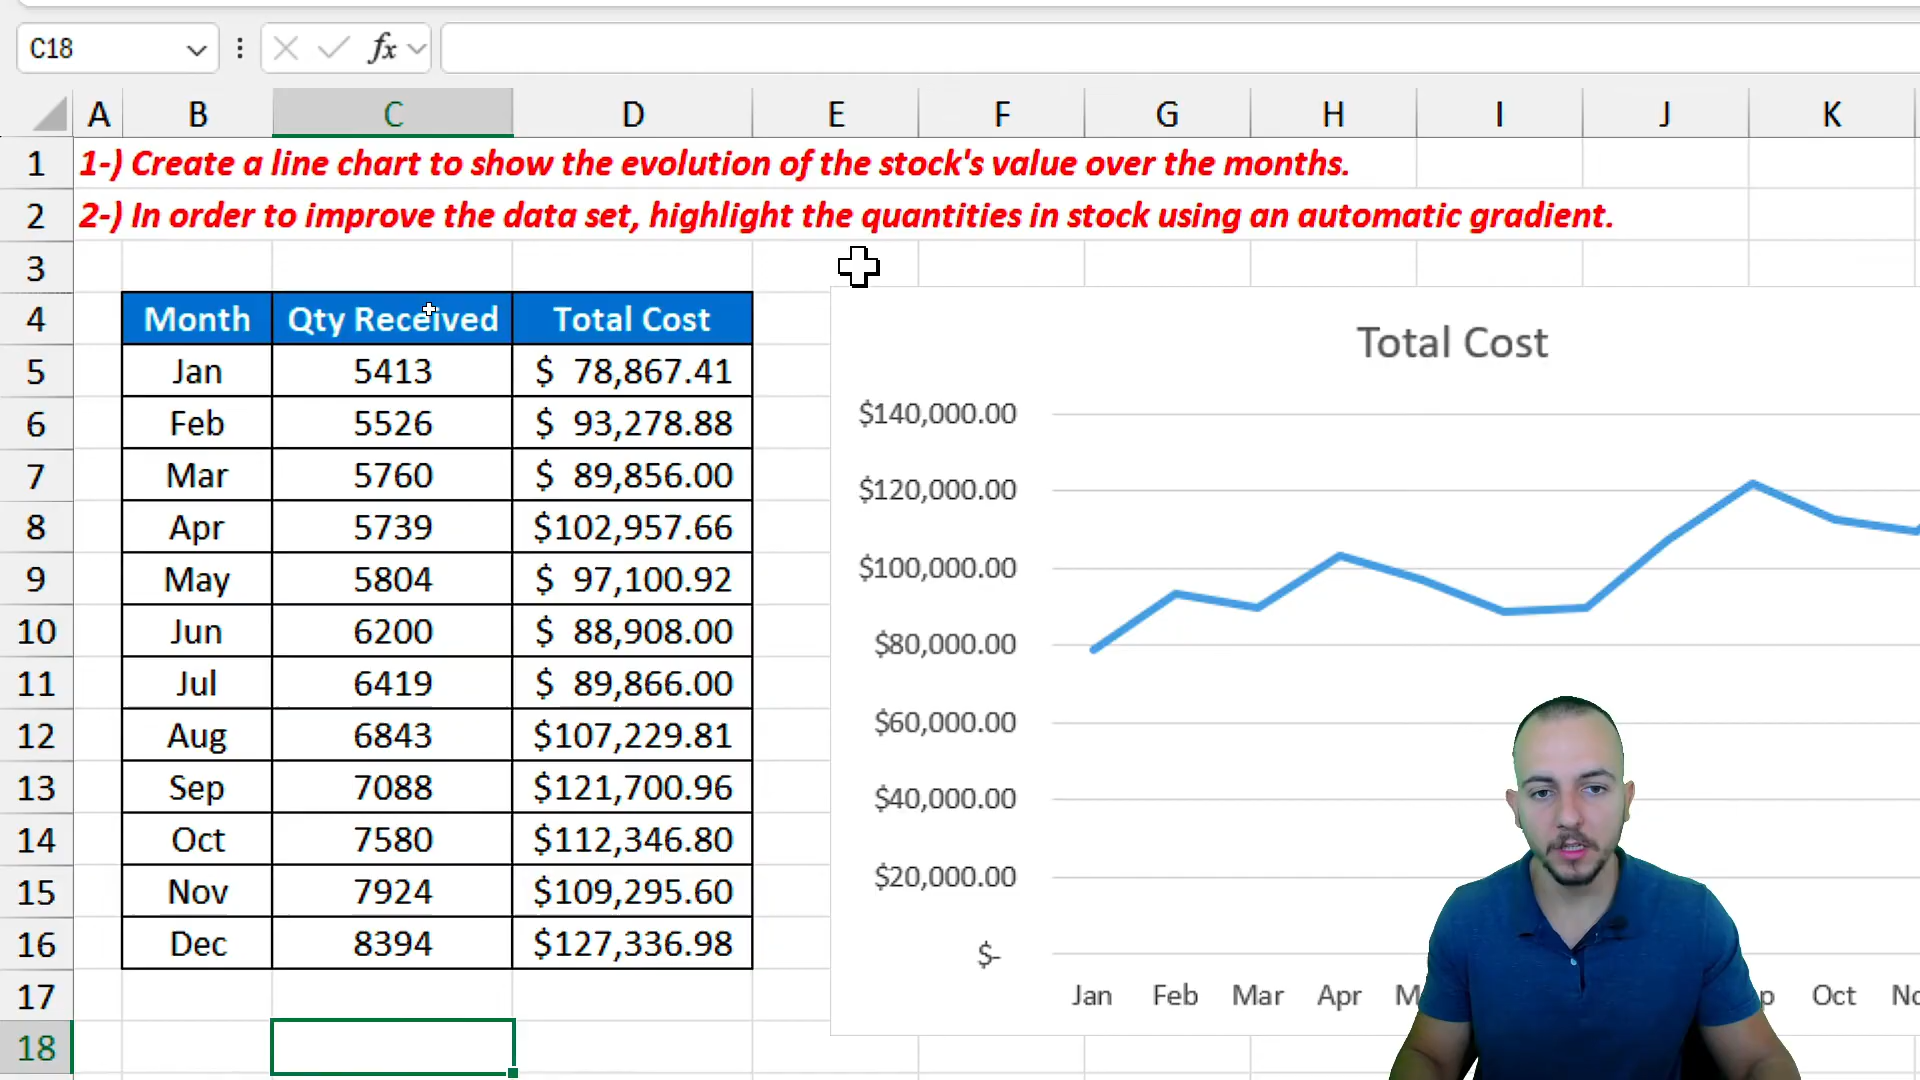 C18
fx
A B C D E F G H I J K
1 1-) Create a line chart to show the evolution of the stock's value over the months.
2 2-) In order to improve the data set, highlight the quantities in stock using an automatic gradient.
3
4 Month Qty Received Total Cost
5 Jan 5413 $ 78,867.41
6 Feb 5526 $ 93,278.88
7 Mar 5760 $ 89,856.00
8 Apr 5739 $102,957.66
9 May 5804 $ 97,100.92
10 Jun 6200 $ 88,908.00
11 Jul 6419 $ 89,866.00
12 Aug 6843 $107,229.81
13 Sep 7088 $121,700.96
14 Oct 7580 $112,346.80
15 Nov 7924 $109,295.60
16 Dec 8394 $127,336.98
17
18
Total Cost
$140,000.00
$120,000.00
$100,000.00
$80,000.00
$60,000.00
$40,000.00
$20,000.00
$-
Jan Feb Mar Apr Oct